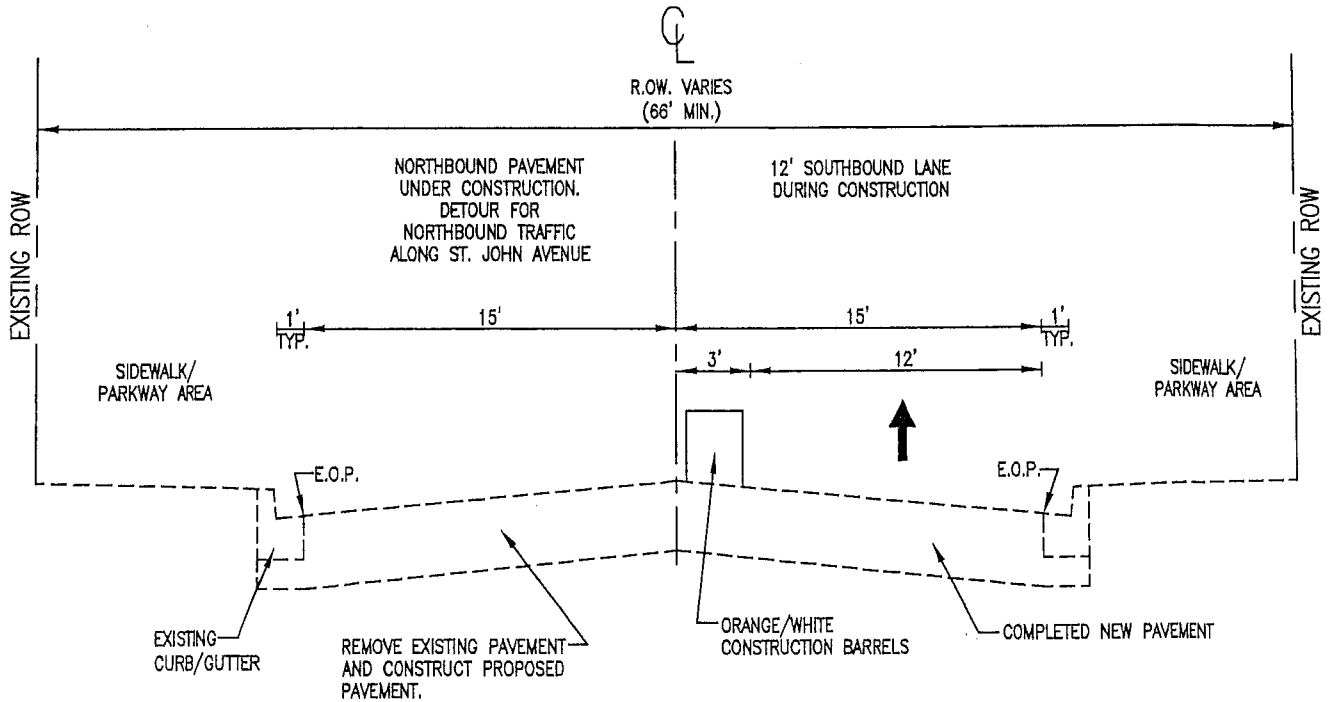 CL
R.OW. VARIES
(66' MIN.)
EXISTING ROW
NORTHBOUND PAVEMENT
UNDER CONSTRUCTION.
DETOUR FOR
NORTHBOUND TRAFFIC
ALONG ST. JOHN AVENUE
12' SOUTHBOUND LANE
DURING CONSTRUCTION
EXISTING ROW
1'
TYP.
15'
15'
1'
TYP.
3'
12'
SIDEWALK/
PARKWAY AREA
SIDEWALK/
PARKWAY AREA
E.O.P.
E.O.P.
EXISTING
CURB/GUTTER
REMOVE EXISTING PAVEMENT
AND CONSTRUCT PROPOSED
PAVEMENT.
ORANGE/WHITE
CONSTRUCTION BARRELS
COMPLETED NEW PAVEMENT